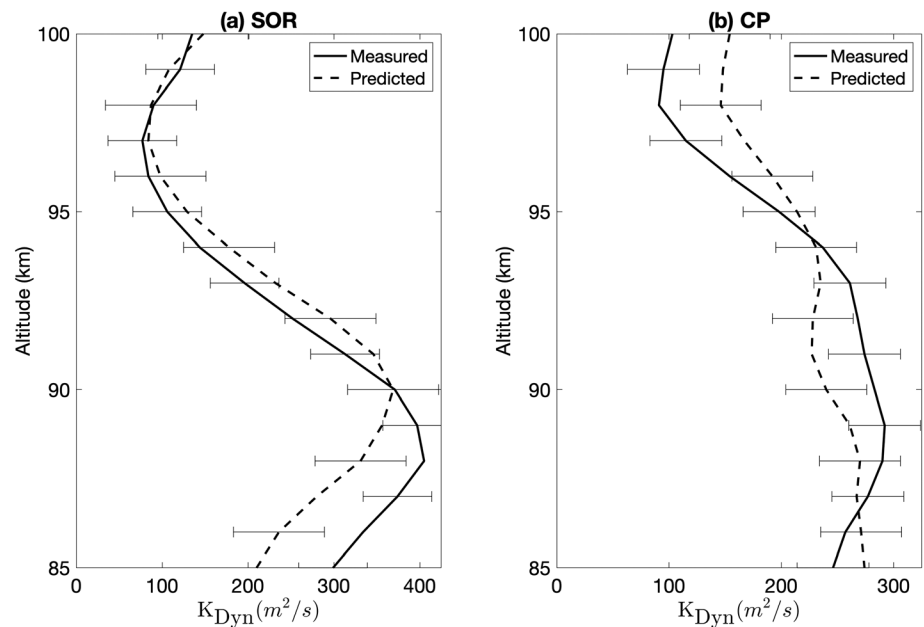 (a) SOR
Measured
Predicted
100
95
90
85
Altitude (km)
0 100 200 300 400
K_Dyn (m²/s)
(b) CP
Measured
Predicted
100
95
90
85
Altitude (km)
0 100 200 300
K_Dyn (m²/s)